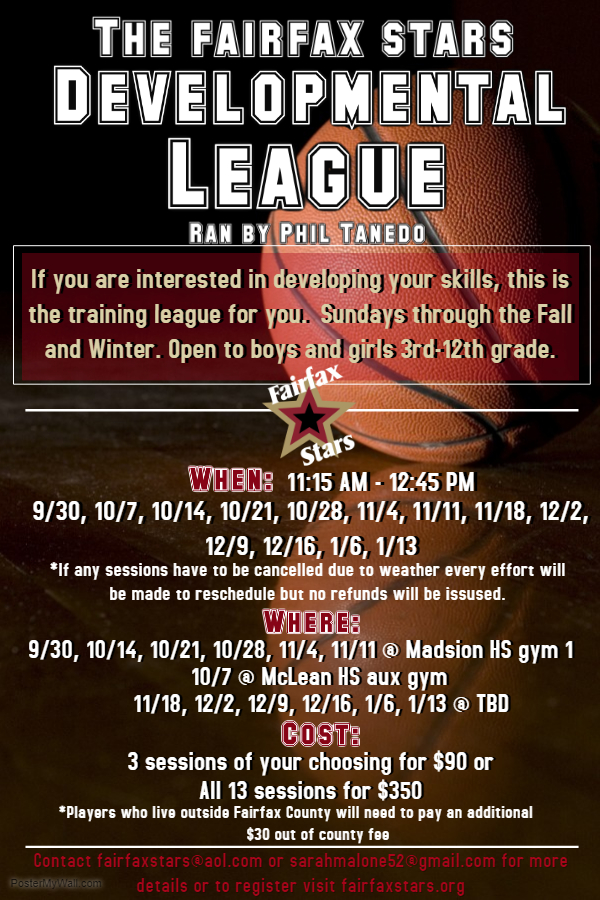 THE FAIRFAX STARS
DEVELOPMENTAL
LEAGUE
RAN BY PHIL TANEDO
If you are interested in developing your skills, this is
the training league for you.. Sundays through the Fall
and Winter. Open to boys and girls 3rd-12th grade.
Fairfax
Stars
WHEN: 11:15 AM - 12:45 PM
9/30, 10/7, 10/14, 10/21, 10/28, 11/4, 11/11, 11/18, 12/2,
12/9, 12/16, 1/6, 1/13
*If any sessions have to be cancelled due to weather every effort will
be made to reschedule but no refunds will be issused.
WHERE:
9/30, 10/14, 10/21, 10/28, 11/4, 11/11 @ Madsion HS gym 1
10/7 @ McLean HS aux gym
11/18, 12/2, 12/9, 12/16, 1/6, 1/13 @ TBD
COST:
3 sessions of your choosing for $90 or
All 13 sessions for $350
*Players who live outside Fairfax County will need to pay an additional
$30 out of county fee
Contact fairfaxstars@aol.com or sarahmalone52@gmail.com for more
details or to register visit fairfaxstars.org
PosterMyWall.com